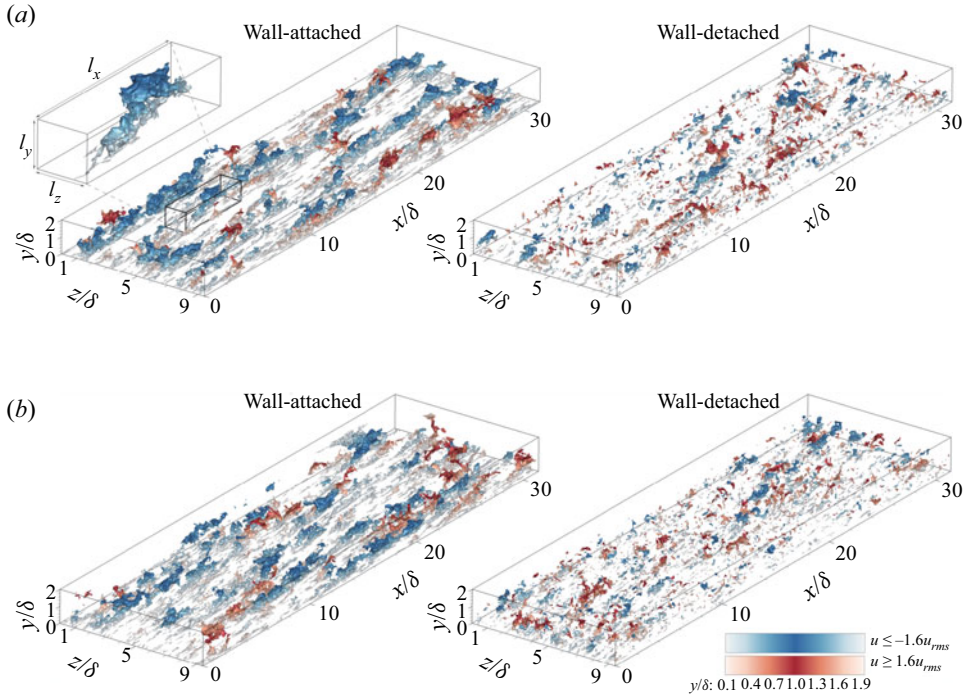 (a)
Wall-attached
Wall-detached
l_x
l_y
l_z
30
20
10
0
x/δ
2
1
0
y/δ
1
5
9
z/δ
30
20
10
0
x/δ
2
1
0
y/δ
1
5
9
z/δ
(b)
Wall-attached
Wall-detached
30
20
10
0
x/δ
2
1
0
y/δ
1
5
9
z/δ
30
20
10
0
x/δ
2
1
0
y/δ
1
5
9
z/δ
u ≤ –1.6u_rms
u ≥ 1.6u_rms
y/δ: 0.1 0.4 0.7 1.0 1.3 1.6 1.9